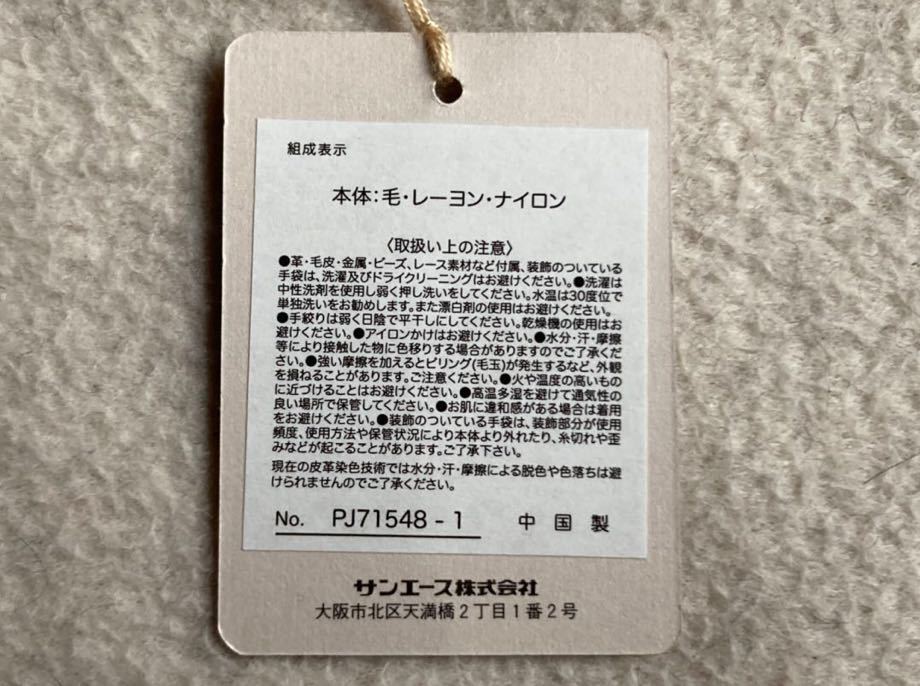 組成表示
本体:毛・レーヨン・ナイロン
〈取扱い上の注意〉
●革・毛皮・金属・ビーズ、レース素材など付属、装飾のついている
手袋は、洗濯及びドライクリーニングはお避けください。●洗濯は
中性洗剤を使用し弱く押し洗いをしてください。水温は30度位で
単独洗いをお勧めします。また漂白剤の使用はお避けください。
●手絞りは弱く日陰で平干しにしてください。乾燥機の使用はお
避けください。●アイロンかけはお避けください。●水分・汗・摩擦
等により接触した物に色移りする場合がありますのでご了承くだ
さい。●強い摩擦を加えるとピリング(毛玉)が発生するなど、外観
を損ねることがあります。ご注意ください。●火や温度の高いもの
に近づけることはお避けください。●高温多湿を避けて通気性の
良い場所で保管してください。●お肌に違和感がある場合は着用
をお避けください。●装飾のついている手袋は、装飾部分が使用
頻度、使用方法や保管状況により本体より外れたり、糸切れや歪
みなどが起こることがあります。ご了承下さい。
現在の皮革染色技術では水分・汗・摩擦による脱色や色落ちは避
けられませんのでご了承ください。
No. PJ71548-1 中国製
サンエース株式会社
大阪市北区天満橋2丁目1番2号